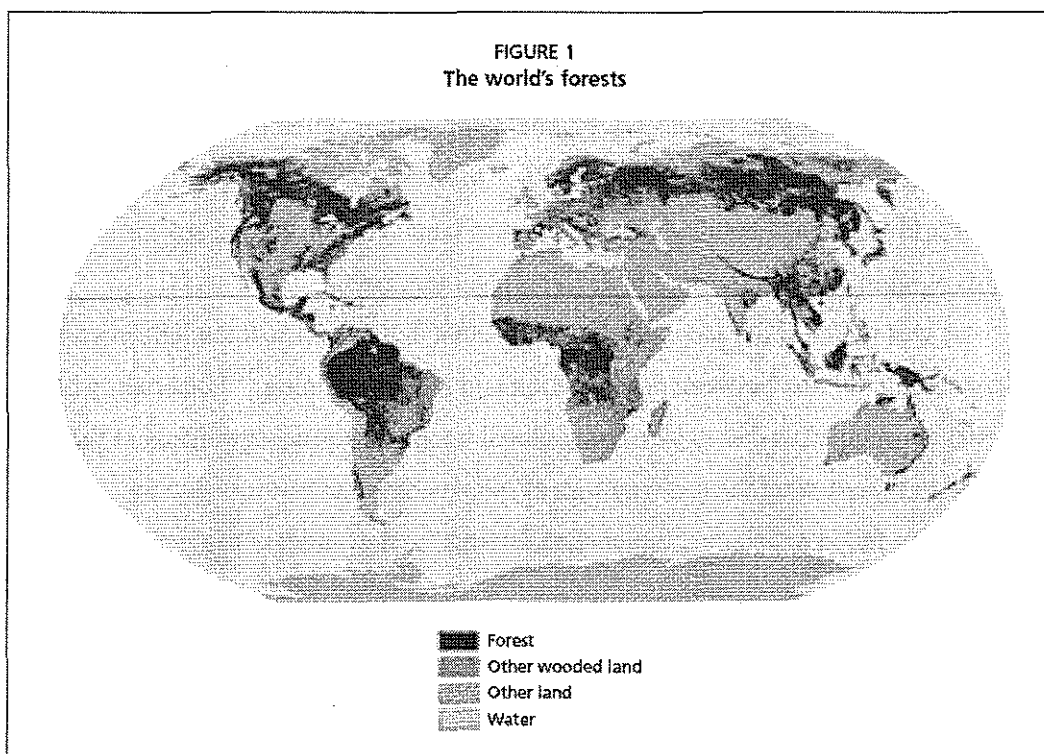 FIGURE 1
The world's forests
Forest
Other wooded land
Other land
Water